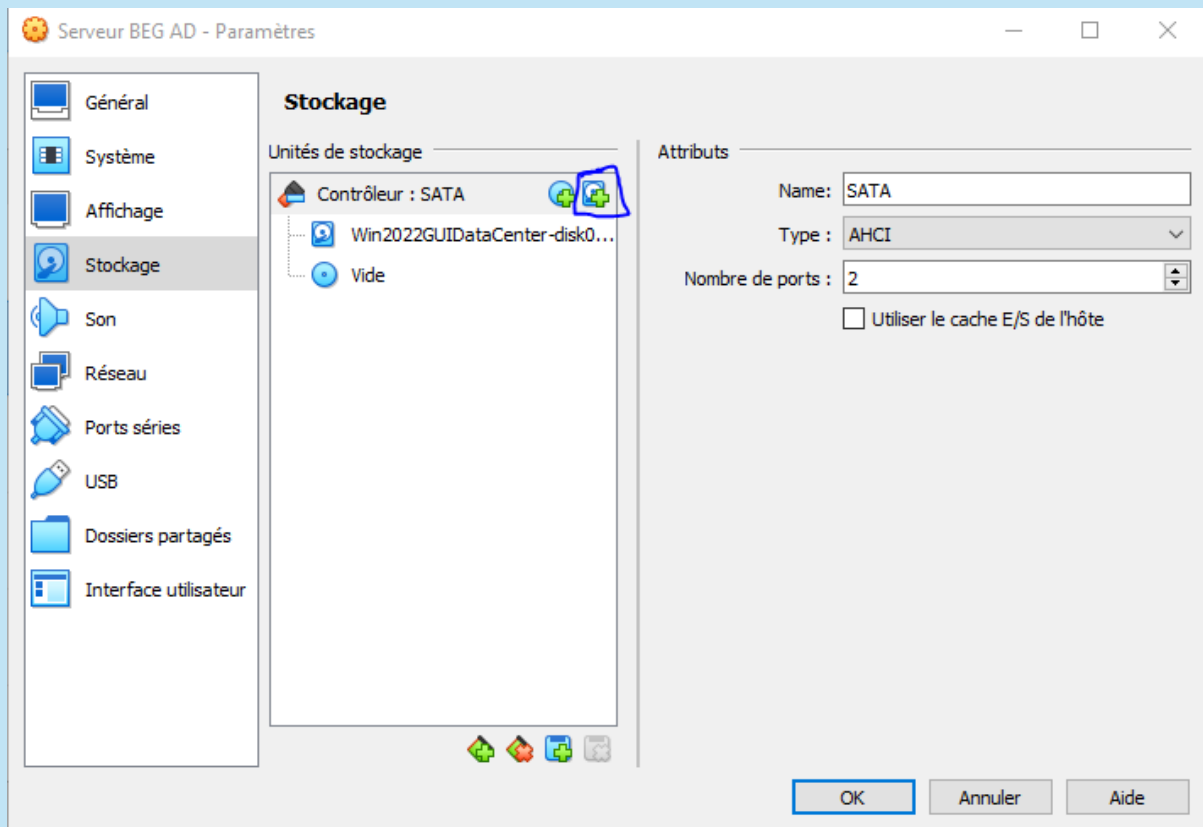 Serveur BEG AD - Paramètres
Général
Système
Affichage
Stockage
Son
Réseau
Ports séries
USB
Dossiers partagés
Interface utilisateur
Stockage
Unités de stockage
Contrôleur : SATA
Win2022GUIDataCenter-disk0...
Vide
Attributs
Name: SATA
Type : AHCI
Nombre de ports : 2
Utiliser le cache E/S de l'hôte
OK Annuler Aide